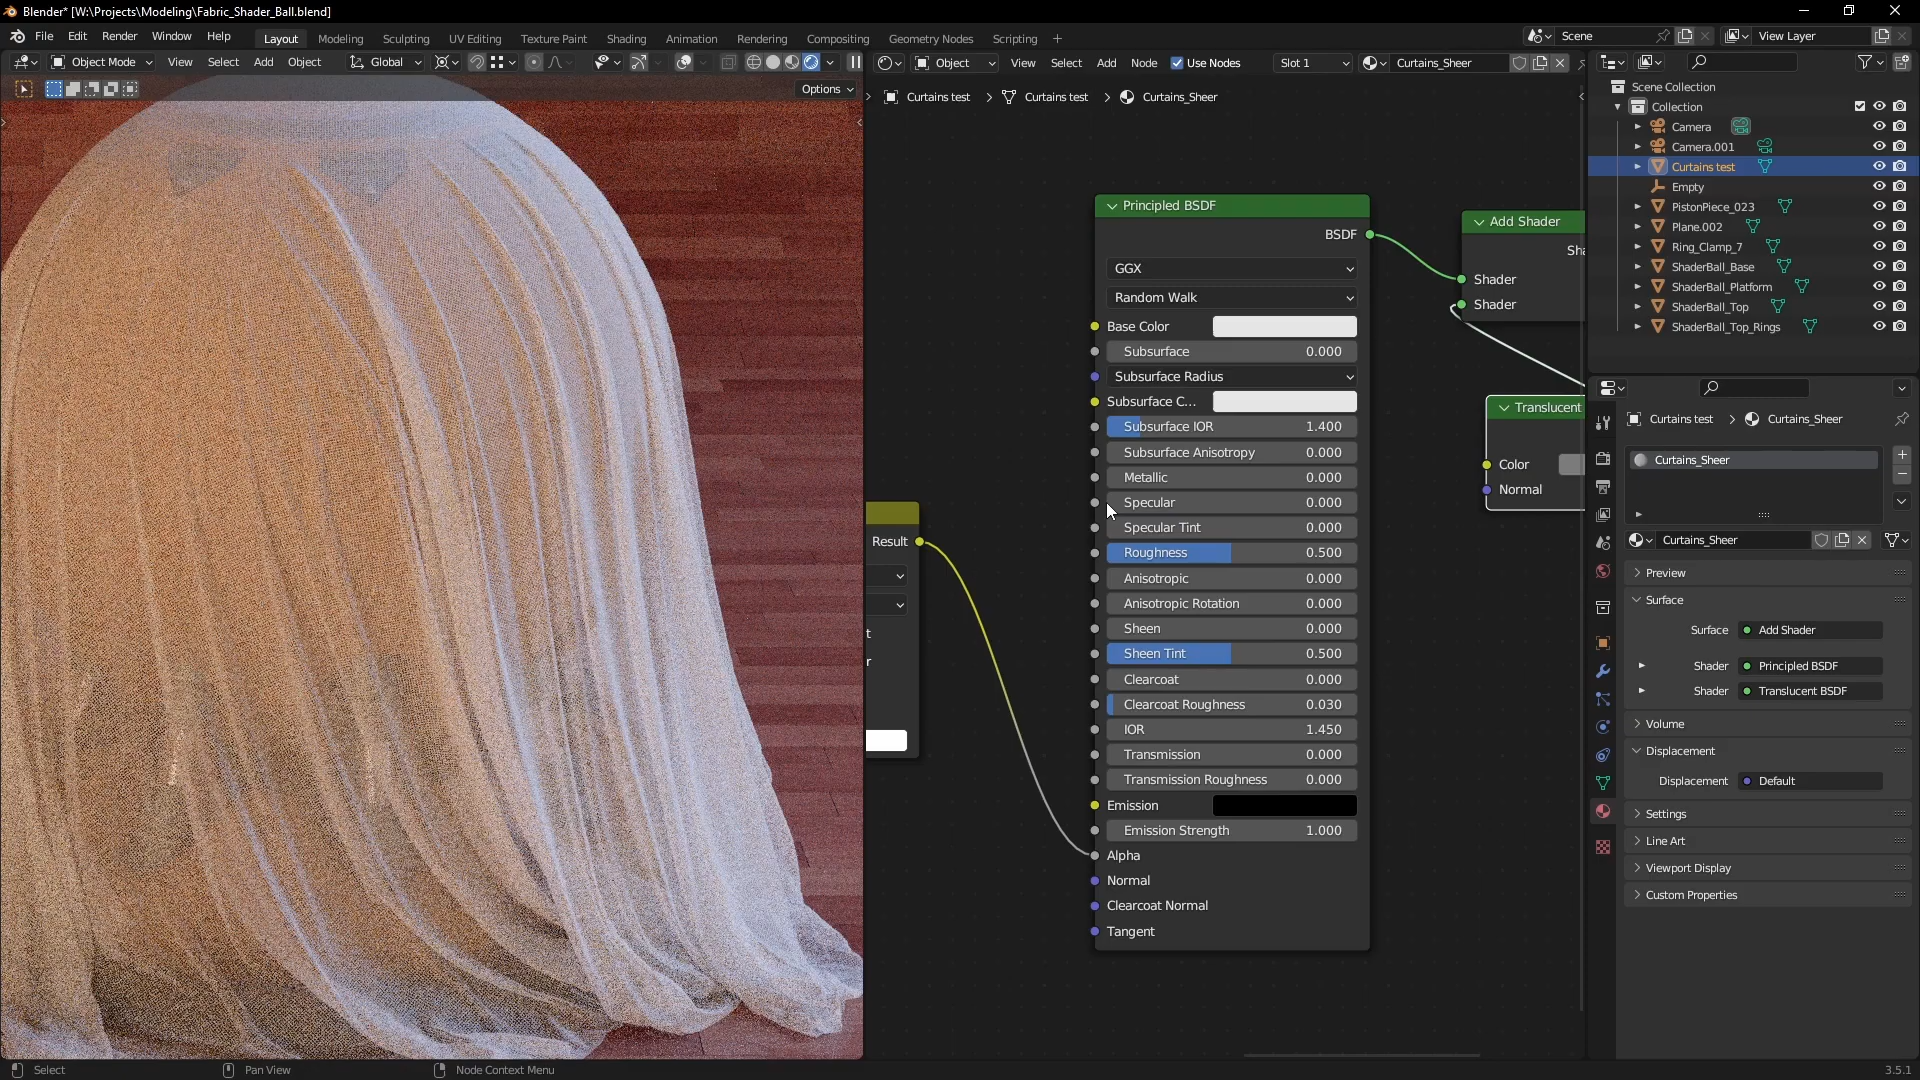 Blender* [W:\Projects\Modeling\Fabric_Shader_Ball.blend]
File Edit Render Window Help Layout Modeling Sculpting UV Editing Texture Paint Shading Animation Rendering Compositing Geometry Nodes Scripting + Scene View Layer
Object Mode View Select Add Object Global Object View Select Add Node Use Nodes Slot 1 Curtains_Sheer
Options
Curtains test > Curtains test > Curtains_Sheer
Scene Collection
Collection
Camera
Camera.001
Curtains test
Empty
PistonPiece_023
Plane.002
Ring_Clamp_7
ShaderBall_Base
ShaderBall_Platform
ShaderBall_Top
ShaderBall_Top_Rings
Result
t
r
Principled BSDF
BSDF
GGX
Random Walk
Base Color
Subsurface 0.000
Subsurface Radius
Subsurface C...
Subsurface IOR 1.400
Subsurface Anisotropy 0.000
Metallic 0.000
Specular 0.000
Specular Tint 0.000
Roughness 0.500
Anisotropic 0.000
Anisotropic Rotation 0.000
Sheen 0.000
Sheen Tint 0.500
Clearcoat 0.000
Clearcoat Roughness 0.030
IOR 1.450
Transmission 0.000
Transmission Roughness 0.000
Emission
Emission Strength 1.000
Alpha
Normal
Clearcoat Normal
Tangent
Add Shader
Sha
Shader
Shader
Translucent
Color
Normal
Curtains test > Curtains_Sheer
Curtains_Sheer
Curtains_Sheer
Preview
Surface
Surface Add Shader
Shader Principled BSDF
Shader Translucent BSDF
Volume
Displacement
Displacement Default
Settings
Line Art
Viewport Display
Custom Properties
Select Pan View Node Context Menu 3.5.1